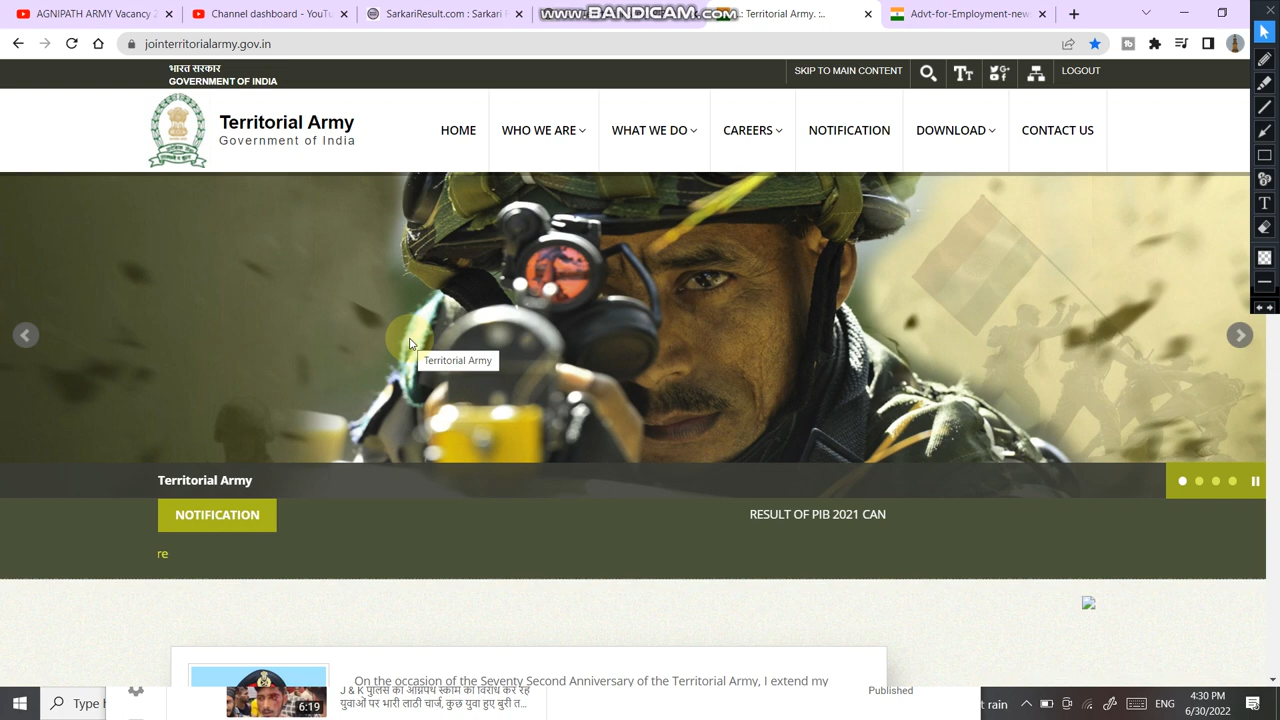 AGNIPATH ARMY Vacancy 2
Channel dashboard - YouTu
SarkariResult.com : Sarkari R
www.BANDICAM.com
.: Territorial Army. :..
Advt-for-Employment-new
jointerritorialarmy.gov.in
भारत सरकार
GOVERNMENT OF INDIA
SKIP TO MAIN CONTENT
LOGOUT
Territorial Army
Government of India
HOME
WHO WE ARE
WHAT WE DO
CAREERS
NOTIFICATION
DOWNLOAD
CONTACT US
Territorial Army
Territorial Army
NOTIFICATION
RESULT OF PIB 2021 CAN
re
On the occasion of the Seventy Second Anniversary of the Territorial Army, I extend my
J & K पुलिस का अग्निपथ स्कीम का विरोध कर रहे
युवाओं पर भारी लाठी चार्ज, कुछ युवा हुए बुरी त...
6:19
Published
Type
t rain
ENG
4:30 PM
6/30/2022